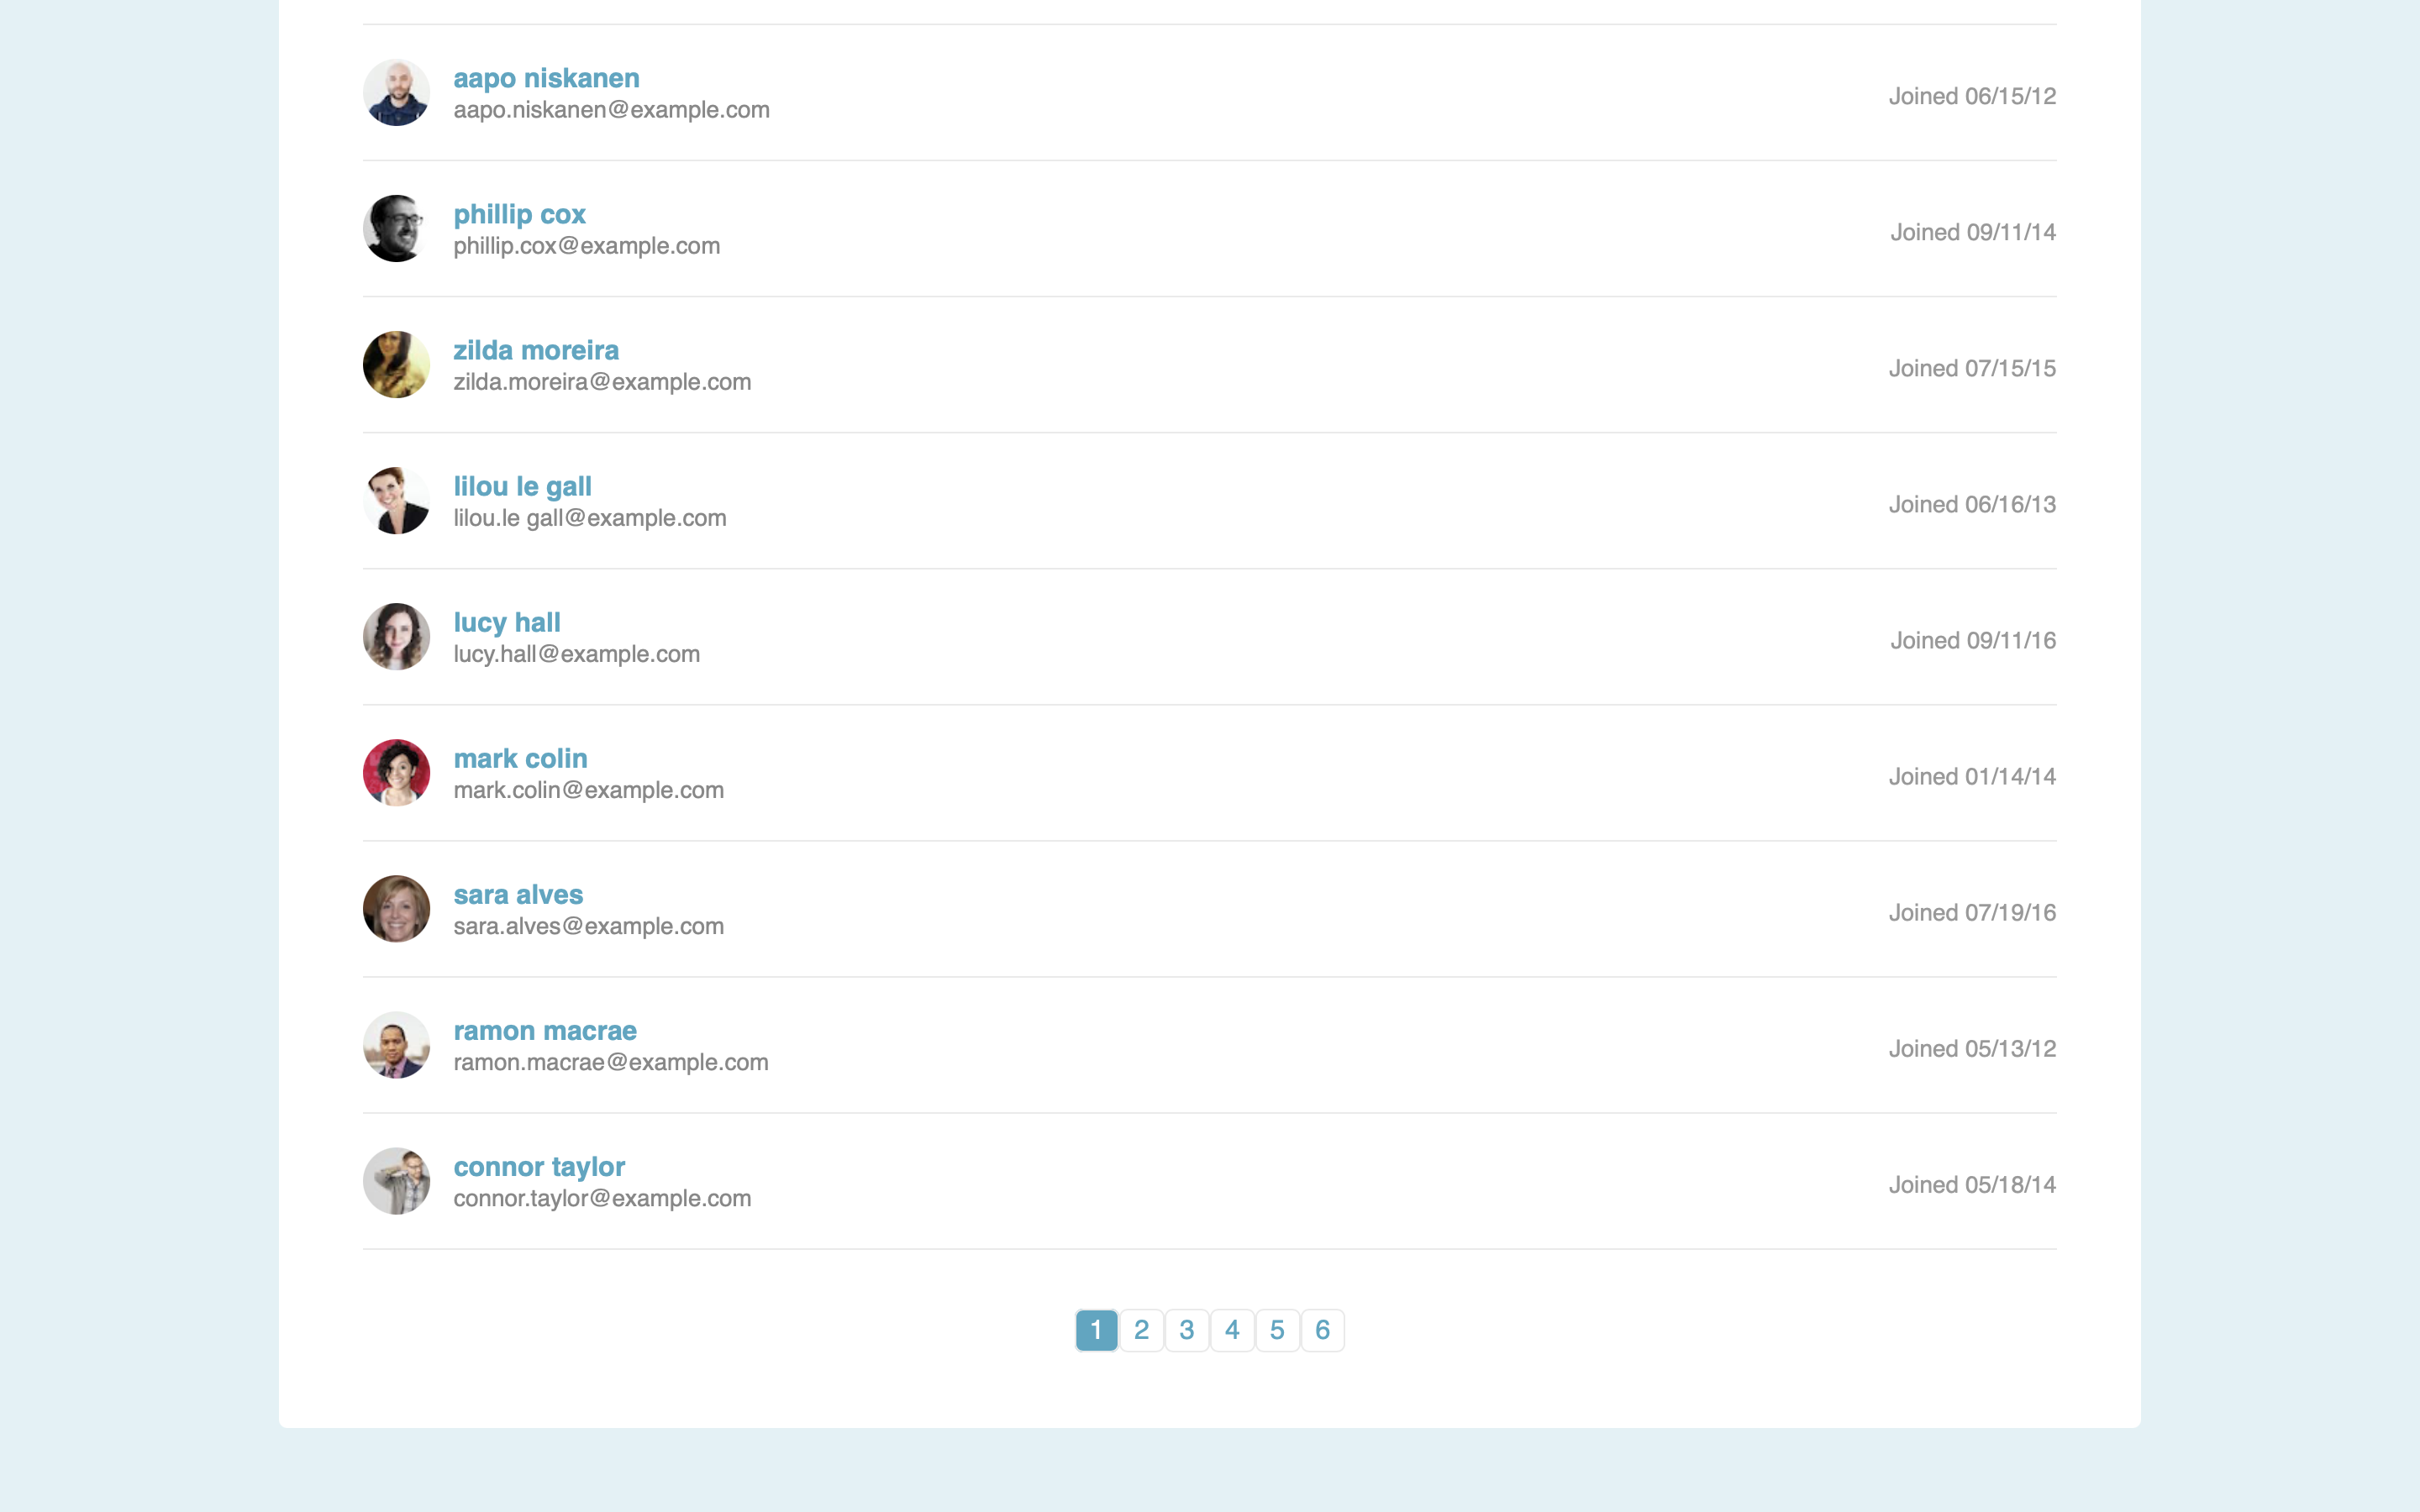 aapo niskanen
aapo.niskanen@example.com
Joined 06/15/12
phillip cox
phillip.cox@example.com
Joined 09/11/14
zilda moreira
zilda.moreira@example.com
Joined 07/15/15
lilou le gall
lilou.le gall@example.com
Joined 06/16/13
lucy hall
lucy.hall@example.com
Joined 09/11/16
mark colin
mark.colin@example.com
Joined 01/14/14
sara alves
sara.alves@example.com
Joined 07/19/16
ramon macrae
ramon.macrae@example.com
Joined 05/13/12
connor taylor
connor.taylor@example.com
Joined 05/18/14
1 2 3 4 5 6